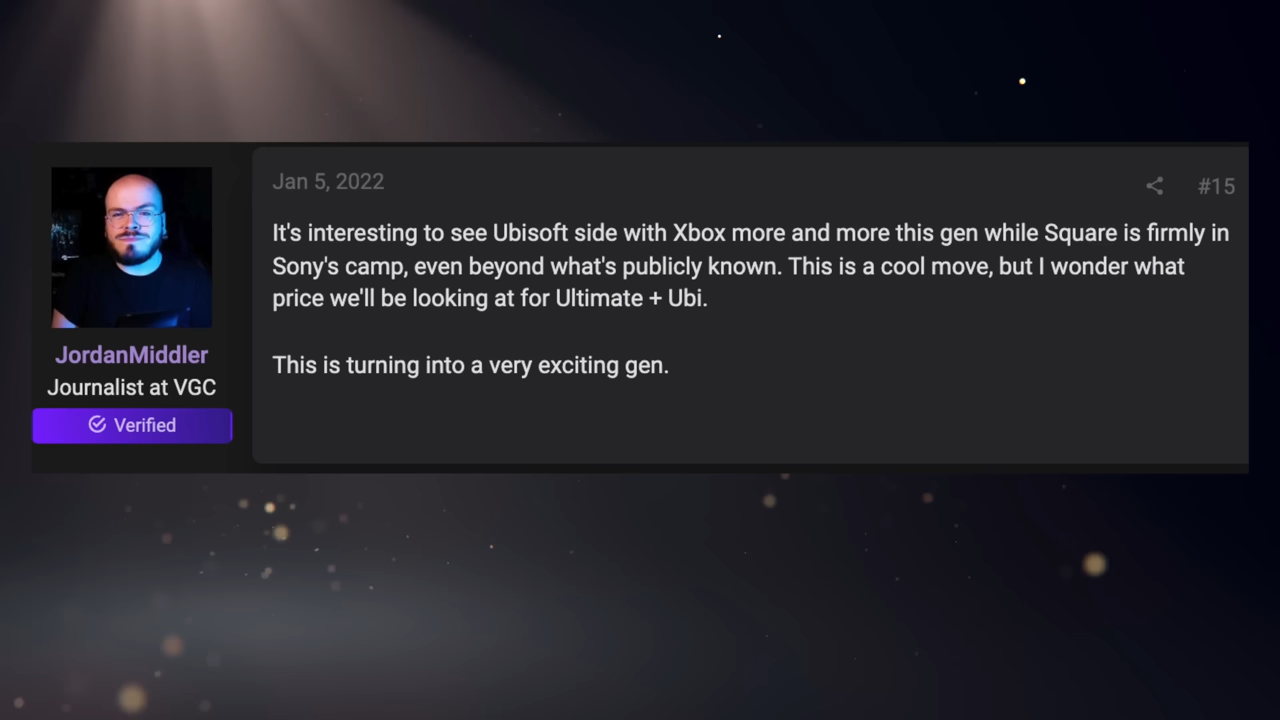 Jan 5, 2022
#15
It's interesting to see Ubisoft side with Xbox more and more this gen while Square is firmly in
Sony's camp, even beyond what's publicly known. This is a cool move, but I wonder what
price we'll be looking at for Ultimate + Ubi.
This is turning into a very exciting gen.
JordanMiddler
Journalist at VGC
Verified